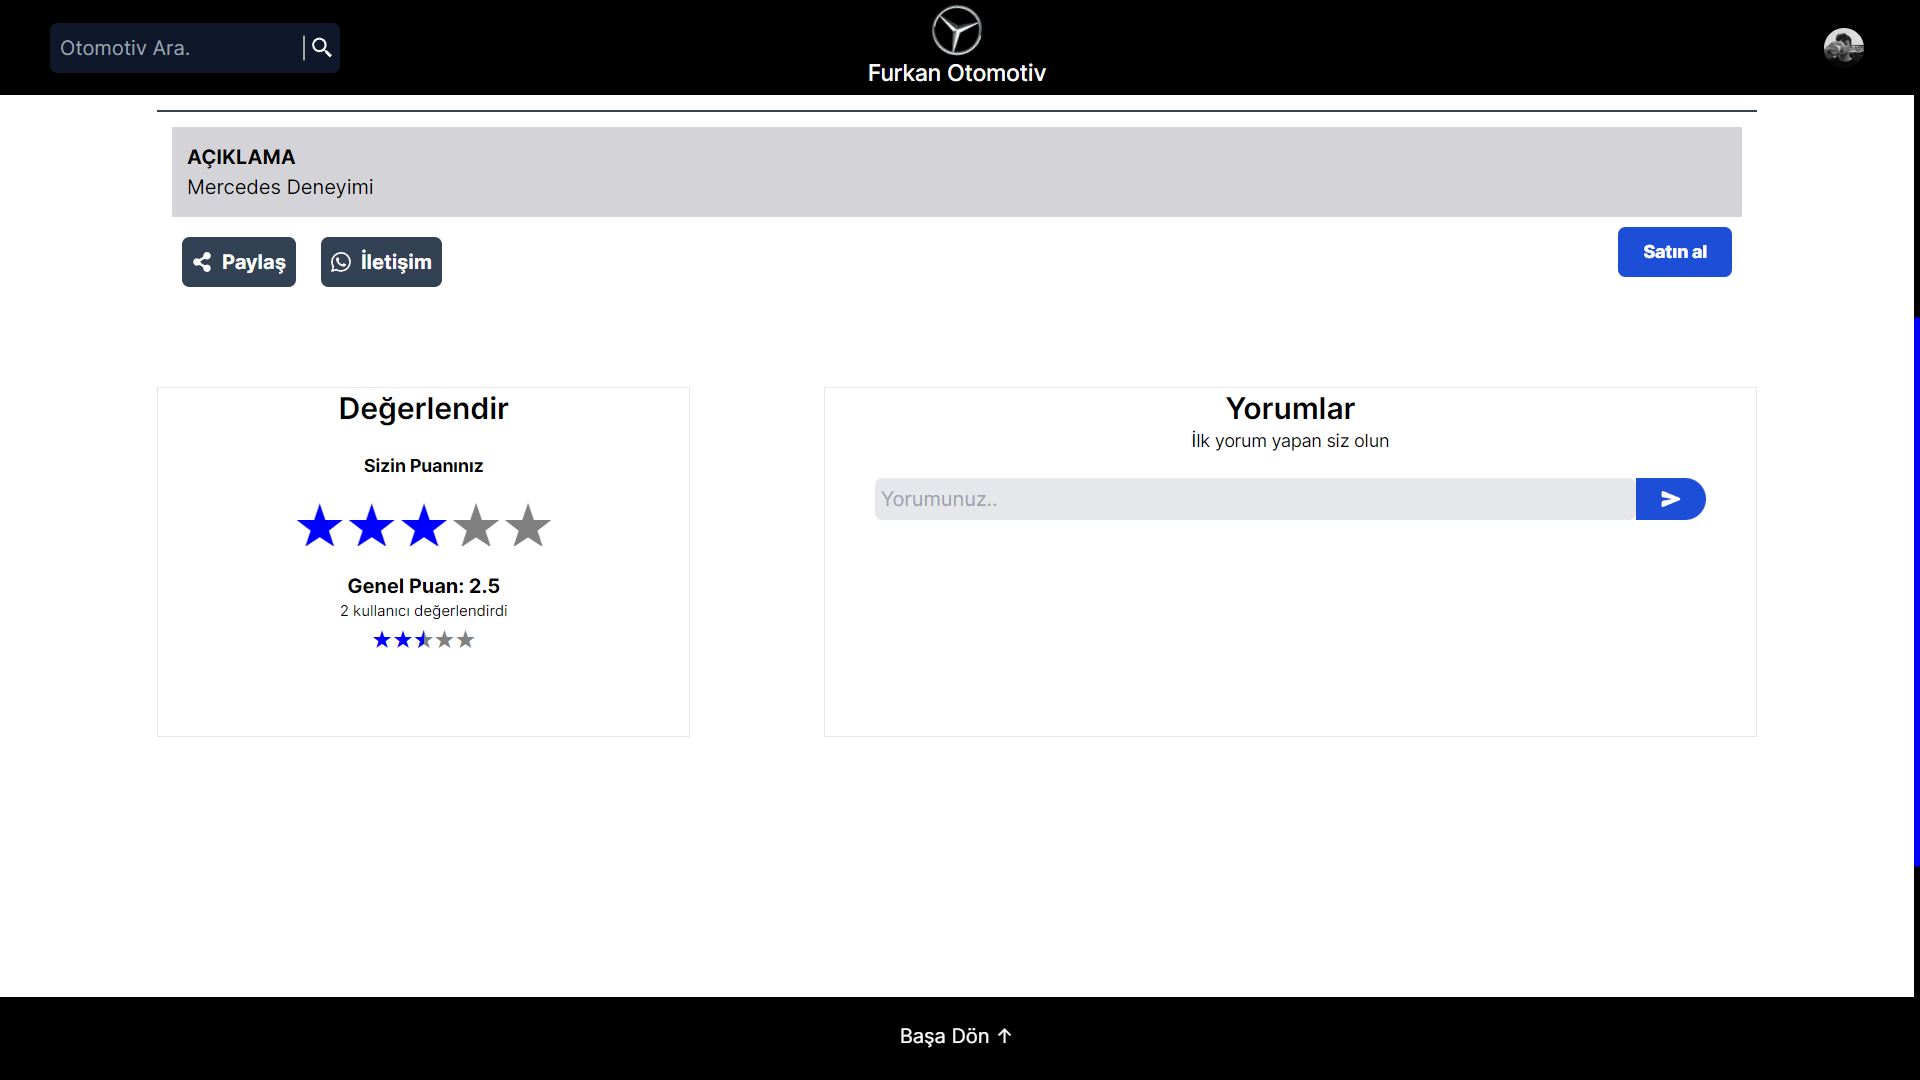 Otomotiv Ara.
Furkan Otomotiv
AÇIKLAMA
Mercedes Deneyimi
Paylaş
İletişim
Satın al
Değerlendir
Sizin Puanınız
Genel Puan: 2.5
2 kullanıcı değerlendirdi
Yorumlar
İlk yorum yapan siz olun
Yorumunuz..
Başa Dön ↑